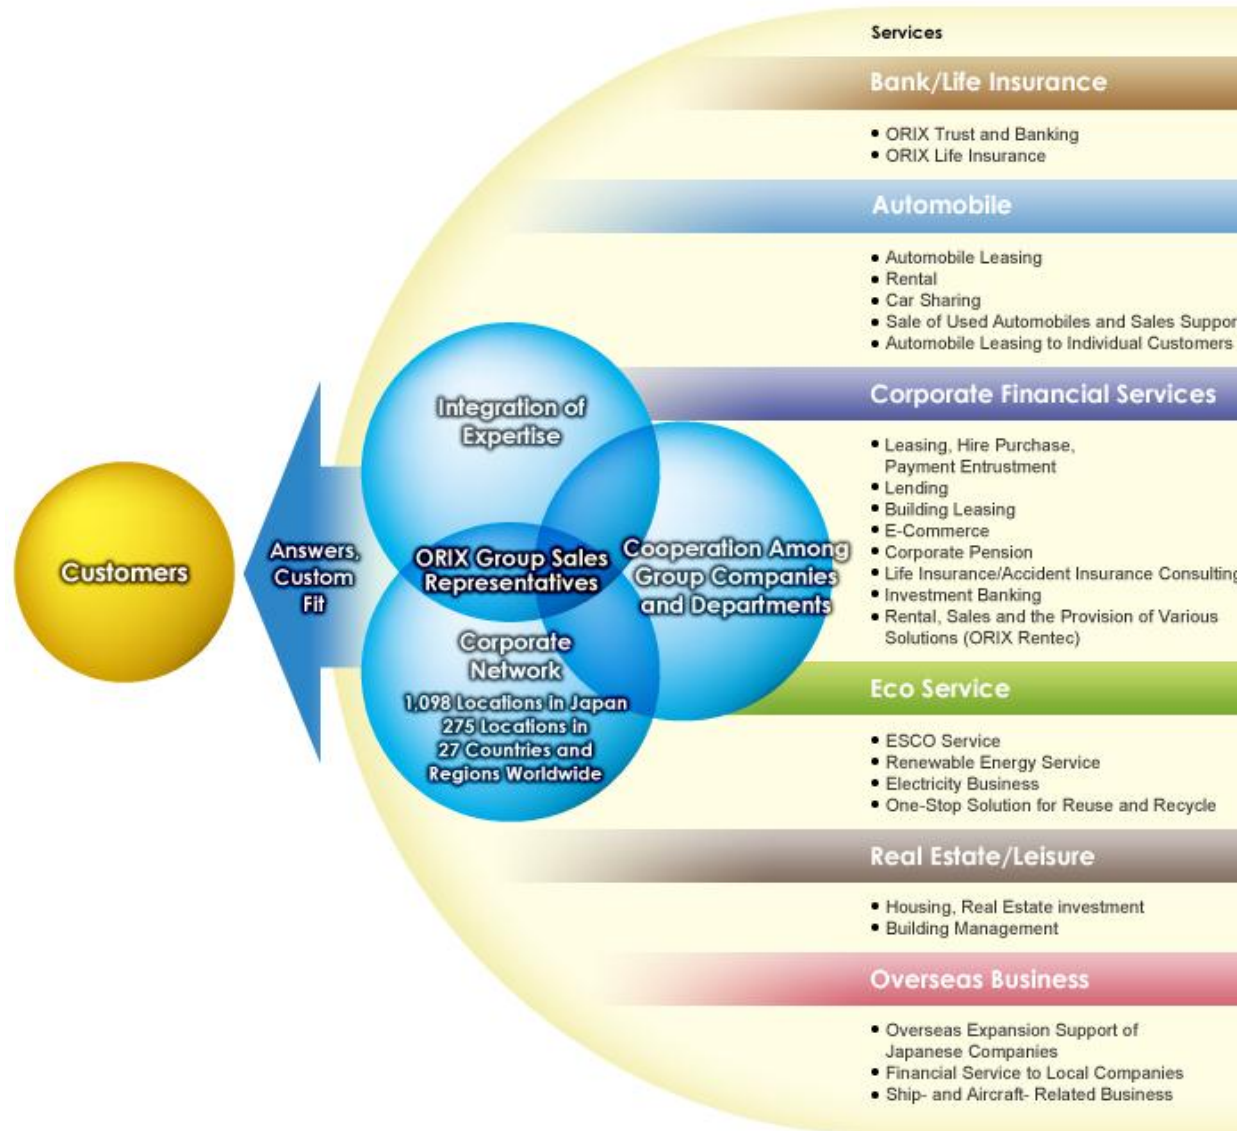 Services
Bank/Life Insurance
• ORIX Trust and Banking
• ORIX Life Insurance
Automobile
• Automobile Leasing
• Rental
• Car Sharing
• Sale of Used Automobiles and Sales Suppor
• Automobile Leasing to Individual Customers
Corporate Financial Services
• Leasing, Hire Purchase,
Payment Entrustment
• Lending
• Building Leasing
• E-Commerce
• Corporate Pension
• Life Insurance/Accident Insurance Consulting
• Investment Banking
• Rental, Sales and the Provision of Various
Solutions (ORIX Rentec)
Eco Service
• ESCO Service
• Renewable Energy Service
• Electricity Business
• One-Stop Solution for Reuse and Recycle
Real Estate/Leisure
• Housing, Real Estate investment
• Building Management
Overseas Business
• Overseas Expansion Support of
Japanese Companies
• Financial Service to Local Companies
• Ship- and Aircraft- Related Business
Customers
Answers,
Custom
Fit
Integration of
Expertise
ORIX Group Sales
Representatives
Cooperation Among
Group Companies
and Departments
Corporate
Network
1,098 Locations in Japan
275 Locations in
27 Countries and
Regions Worldwide